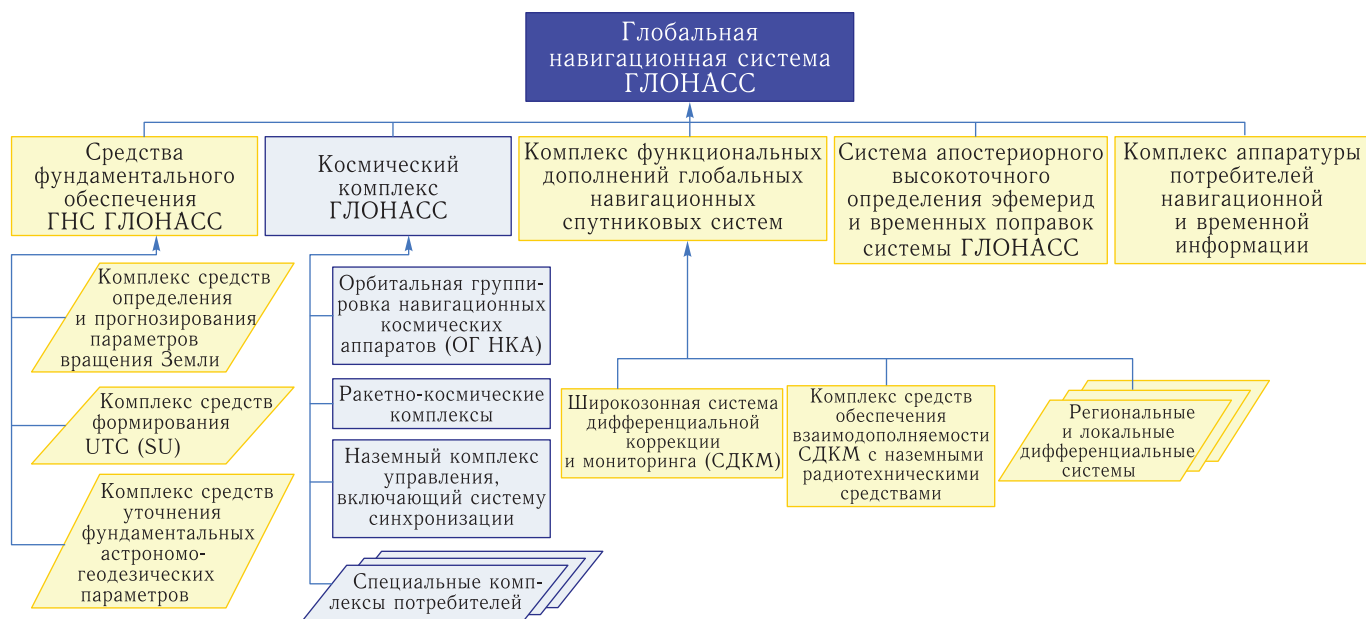 Глобальная
навигационная система
ГЛОНАСС
Средства
фундаментального
обеспечения
ГНС ГЛОНАСС
Космический
комплекс
ГЛОНАСС
Комплекс функциональных
дополнений глобальных
навигационных
спутниковых систем
Система апостериорного
высокоточного
определения эфемерид
и временных поправок
системы ГЛОНАСС
Комплекс аппаратуры
потребителей
навигационной
и временной
информации
Комплекс средств
определения
и прогнозирования
параметров
вращения Земли
Комплекс средств
формирования
UTC (SU)
Комплекс средств
уточнения
фундаментальных
астрономо-
геодезических
параметров
Орбитальная группи-
ровка навигационных
космических
аппаратов (ОГ НКА)
Ракетно-космические
комплексы
Наземный комплекс
управления,
включающий систему
синхронизации
Специальные ком-
плексы потребителей
Широкозонная система
дифференциальной
коррекции
и мониторинга (СДКМ)
Комплекс средств
обеспечения
взаимодополняемости
СДКМ с наземными
радиотехническими
средствами
Региональные
и локальные
дифференциальные
системы